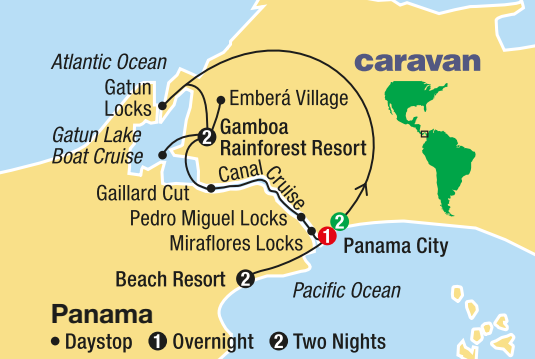 Atlantic Ocean
caravan
Gatun
Locks
Emberá Village
Gatun Lake
Boat Cruise
2 Gamboa
Rainforest Resort
Canal Cruise
Gaillard Cut
Pedro Miguel Locks
2
Miraflores Locks
1
Panama City
Beach Resort 2
Pacific Ocean
Panama
• Daystop 1 Overnight 2 Two Nights